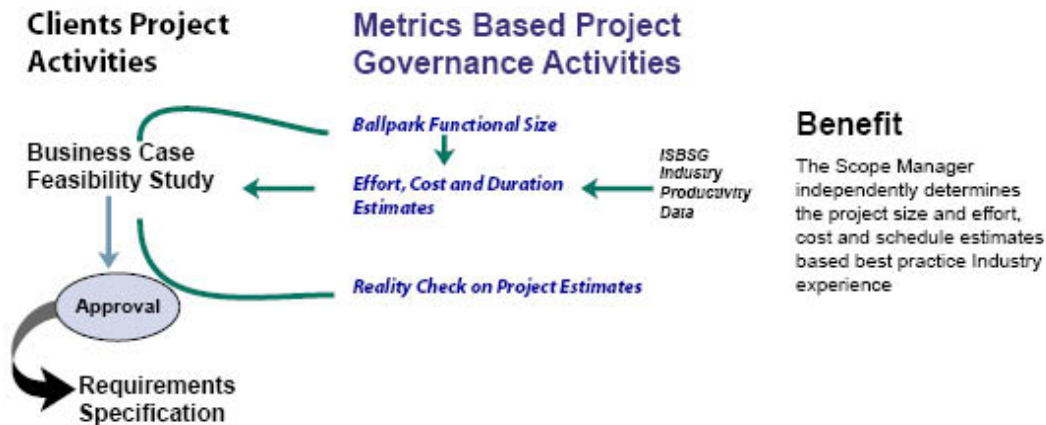 Clients Project
Activities
Metrics Based Project
Governance Activities
Ballpark Functional Size
Business Case
Feasibility Study
Effort, Cost and Duration
Estimates
ISBSG
Industry
Productivity
Data
Reality Check on Project Estimates
Approval
Requirements
Specification
Benefit
The Scope Manager
independently determines
the project size and effort,
cost and schedule estimates
based best practice Industry
experience